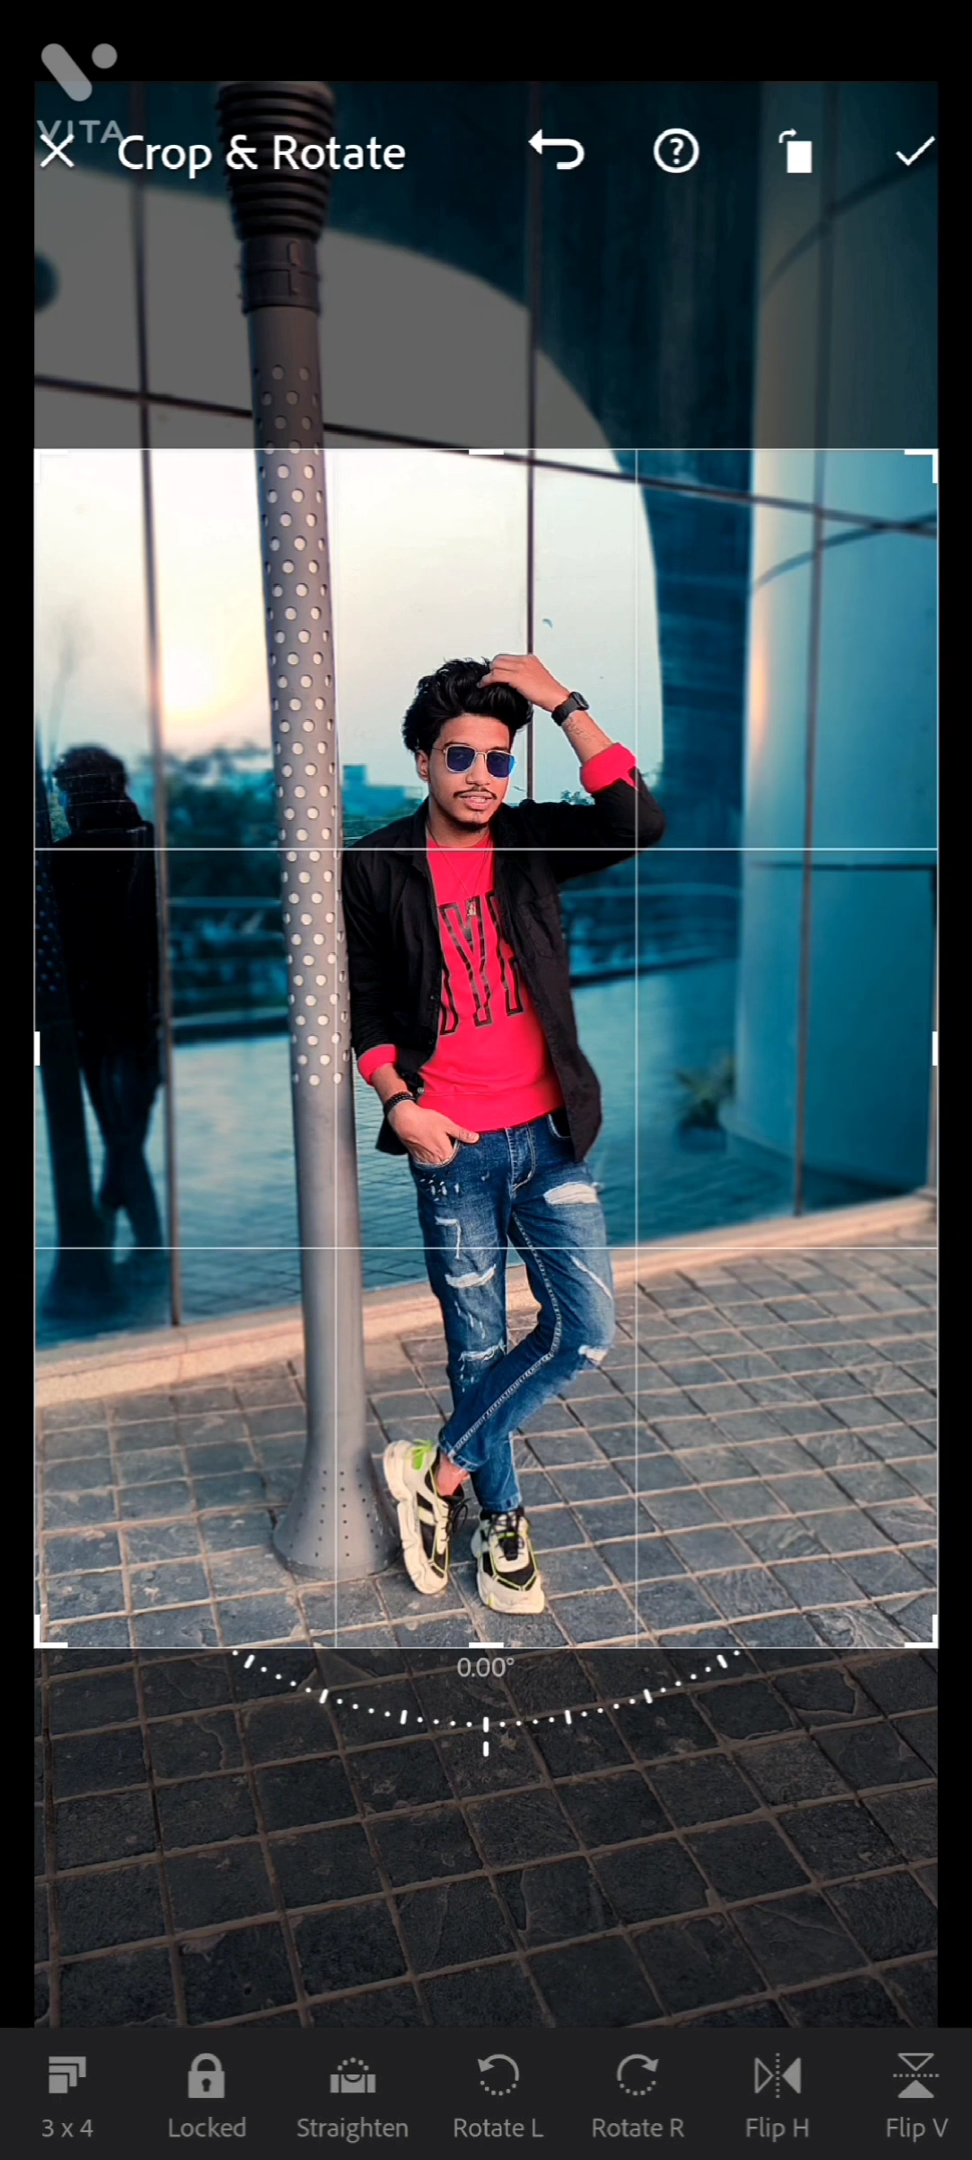 VITA
Crop & Rotate
0.00°
3 x 4
Locked
Straighten
Rotate L
Rotate R
Flip H
Flip V